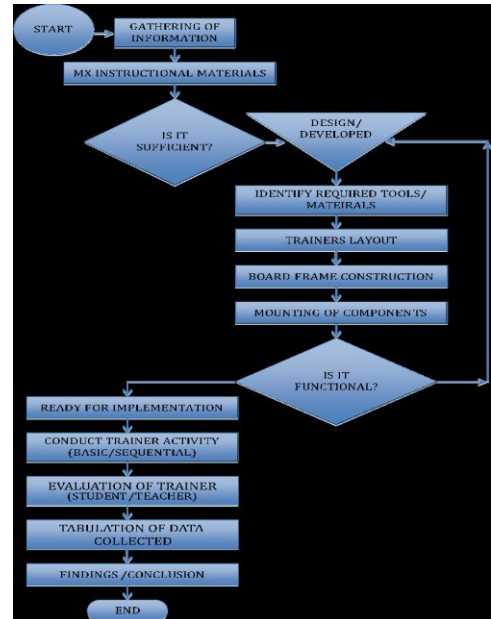 START
GATHERING OF
INFORMATION
MX INSTRUCTIONAL MATERIALS
IS IT
SUFFICIENT?
DESIGN/
DEVELOPED
IDENTIFY REQUIRED TOOLS/
MATEIRALS
TRAINERS LAYOUT
BOARD FRAME CONSTRUCTION
MOUNTING OF COMPONENTS
IS IT
FUNCTIONAL?
READY FOR IMPLEMENTATION
CONDUCT TRAINER ACTIVITY
(BASIC/SEQUENTIAL)
EVALUATION OF TRAINER
(STUDENT/TEACHER)
TABULATION OF DATA
COLLECTED
FINDINGS/CONCLUSION
END